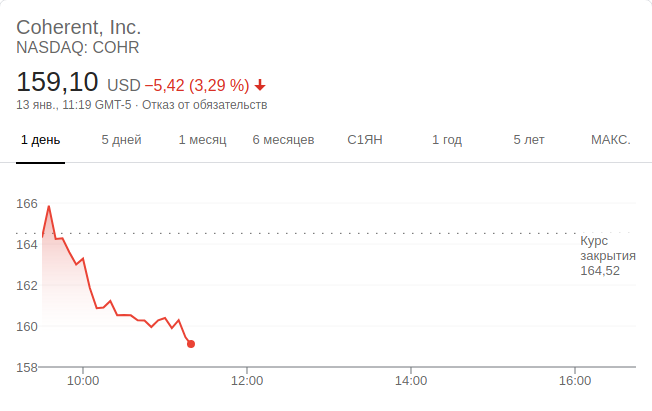 Coherent, Inc.
NASDAQ: COHR
159,10 USD −5,42 (3,29 %)
13 янв., 11:19 GMT-5 · Отказ от обязательств
1 день 5 дней 1 месяц 6 месяцев С1ЯН 1 год 5 лет МАКС.
166
164
162
160
158
Курс
закрытия
164,52
10:00 12:00 14:00 16:00